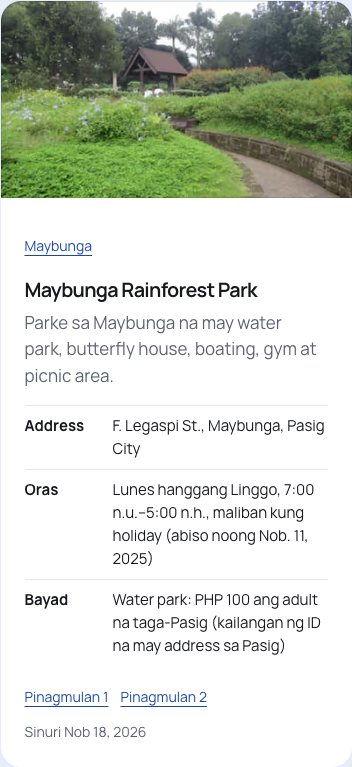 Maybunga
Maybunga Rainforest Park
Parke sa Maybunga na may water
park, butterfly house, boating, gym at
picnic area.
Address F. Legaspi St., Maybunga, Pasig
City
Oras Lunes hanggang Linggo, 7:00
n.u.–5:00 n.h., maliban kung
holiday (abiso noong Nob. 11,
2025)
Bayad Water park: PHP 100 ang adult
na taga-Pasig (kailangan ng ID
na may address sa Pasig)
Pinagmulan 1 Pinagmulan 2
Sinuri Nob 18, 2026